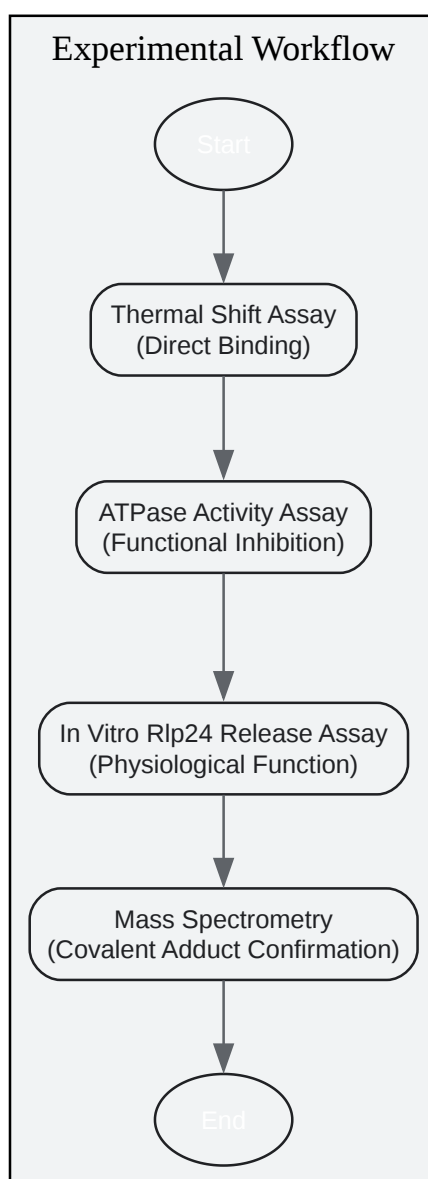 Experimental Workflow
Start
Thermal Shift Assay
(Direct Binding)
ATPase Activity Assay
(Functional Inhibition)
In Vitro Rlp24 Release Assay
(Physiological Function)
Mass Spectrometry
(Covalent Adduct Confirmation)
End